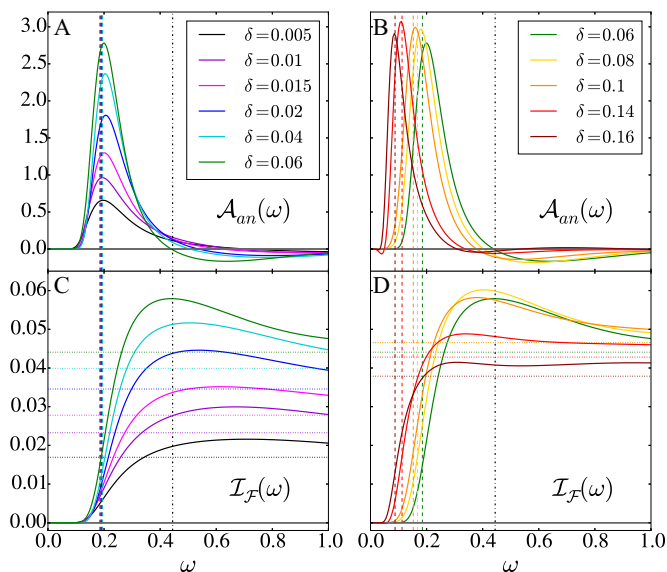 A
3.0
2.5
2.0
1.5
1.0
0.5
0.0
δ = 0.005
δ = 0.01
δ = 0.015
δ = 0.02
δ = 0.04
δ = 0.06
𝒜ₐₙ(ω)
B
δ = 0.06
δ = 0.08
δ = 0.1
δ = 0.14
δ = 0.16
𝒜ₐₙ(ω)
C
0.06
0.05
0.04
0.03
0.02
0.01
0.00
ℐ_ℱ(ω)
0.0 0.2 0.4 0.6 0.8 1.0
ω
D
ℐ_ℱ(ω)
0.0 0.2 0.4 0.6 0.8 1.0
ω